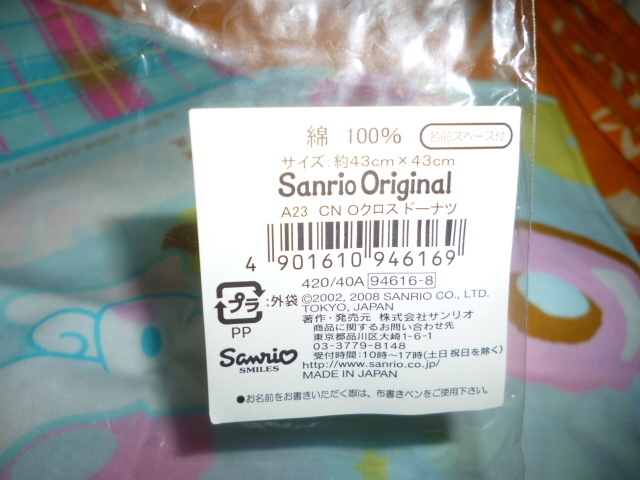 綿 100%
名前スペース付
サイズ:約43cm×43cm
Sanrio Original
A23 CN Oクロス ドーナツ
4 901610 946169
420/40A 94616-8
プラ
:外袋
PP
©2002, 2008 SANRIO CO., LTD.
TOKYO, JAPAN
著作・発売元 株式会社サンリオ
商品に関するお問い合わせ先
東京都品川区大崎1-6-1
03-3779-8148
受付時間:10時〜17時(土日祝日を除く)
http://www.sanrio.co.jp/
MADE IN JAPAN
Sanrio
SMILES
●お名前をお書きいただく際は、布書きペンをご使用下さい。